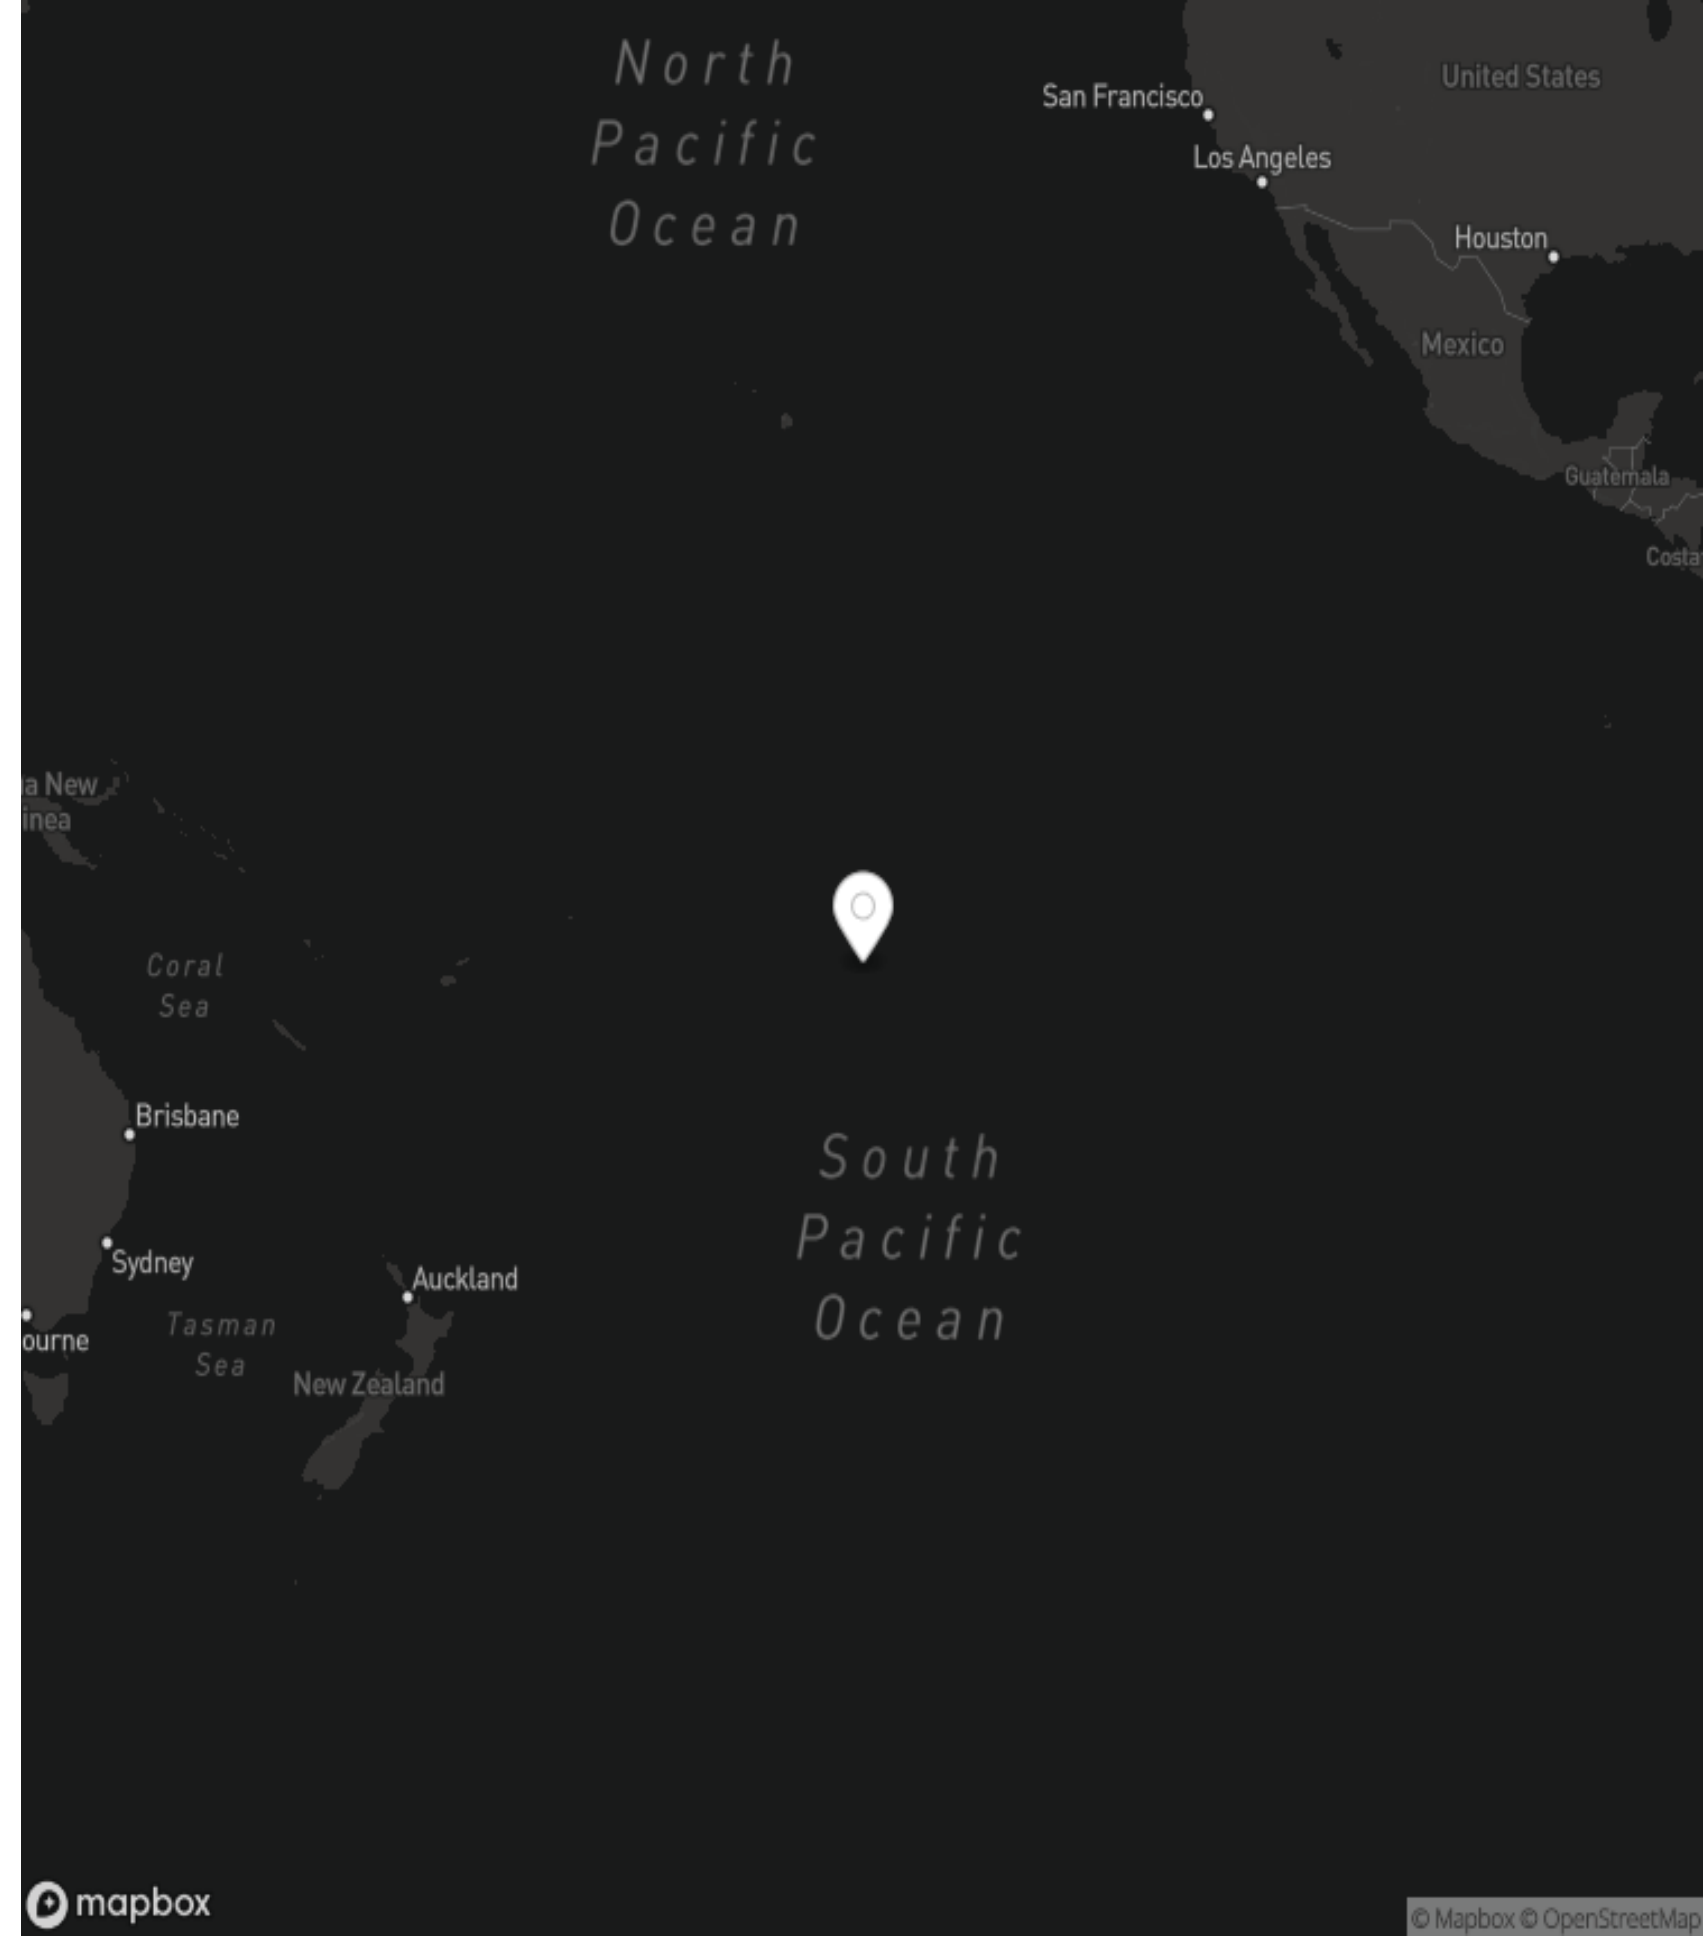 North
Pacific
Ocean
San Francisco
United States
Los Angeles
Houston
Mexico
Guatemala
Costa
a New
inea
Coral
Sea
Brisbane
South
Pacific
Ocean
Sydney
Auckland
ourne
Tasman
Sea
New Zealand
mapbox
© Mapbox © OpenStreetMap